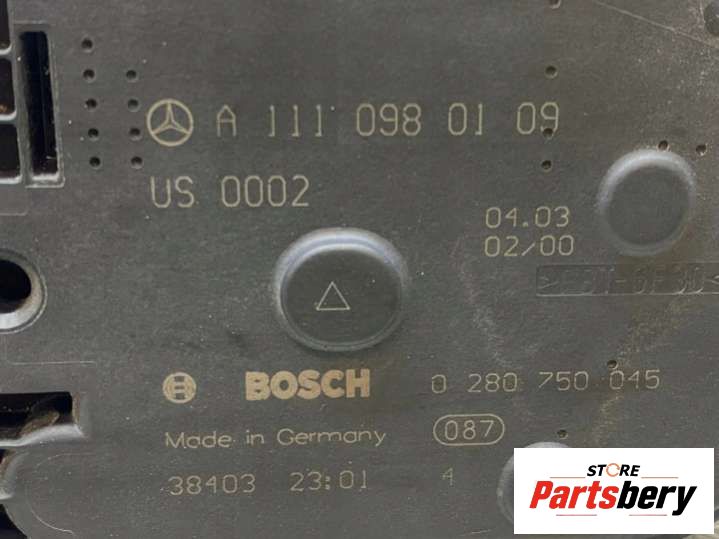 A 111 098 01 09
US 0002
04.03
02/00
BOSCH 0 280 750 045
Made in Germany 087
38403 23:01 4
STORE
Partsbery